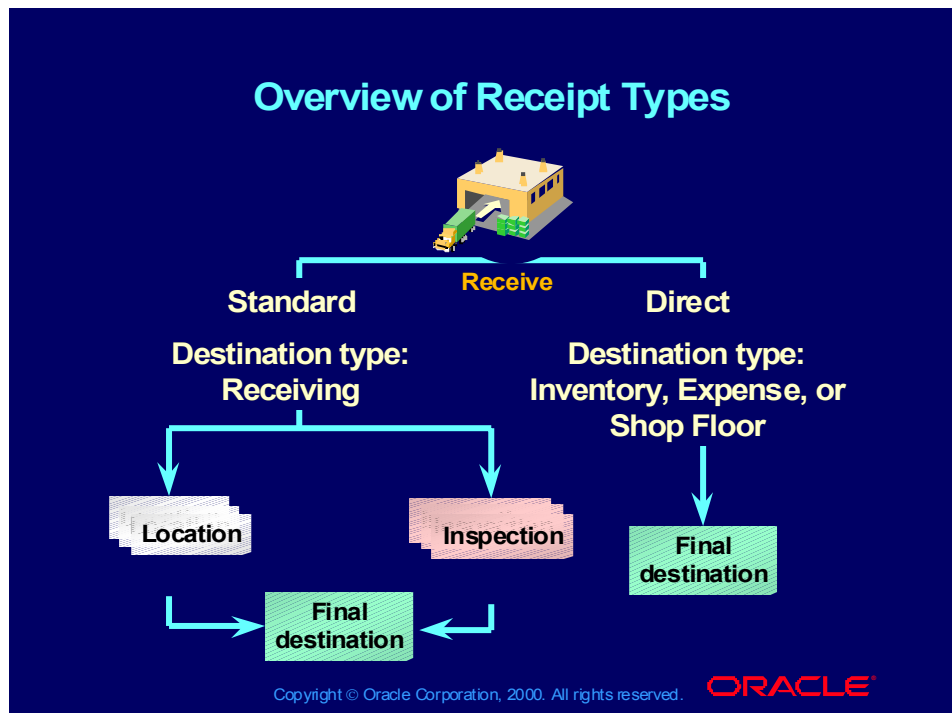 Overview of Receipt Types
Receive
Standard
Destination type:
Receiving
Direct
Destination type:
Inventory, Expense, or
Shop Floor
Location
Inspection
Final
destination
Final
destination
Copyright © Oracle Corporation, 2000. All rights reserved.
ORACLE®